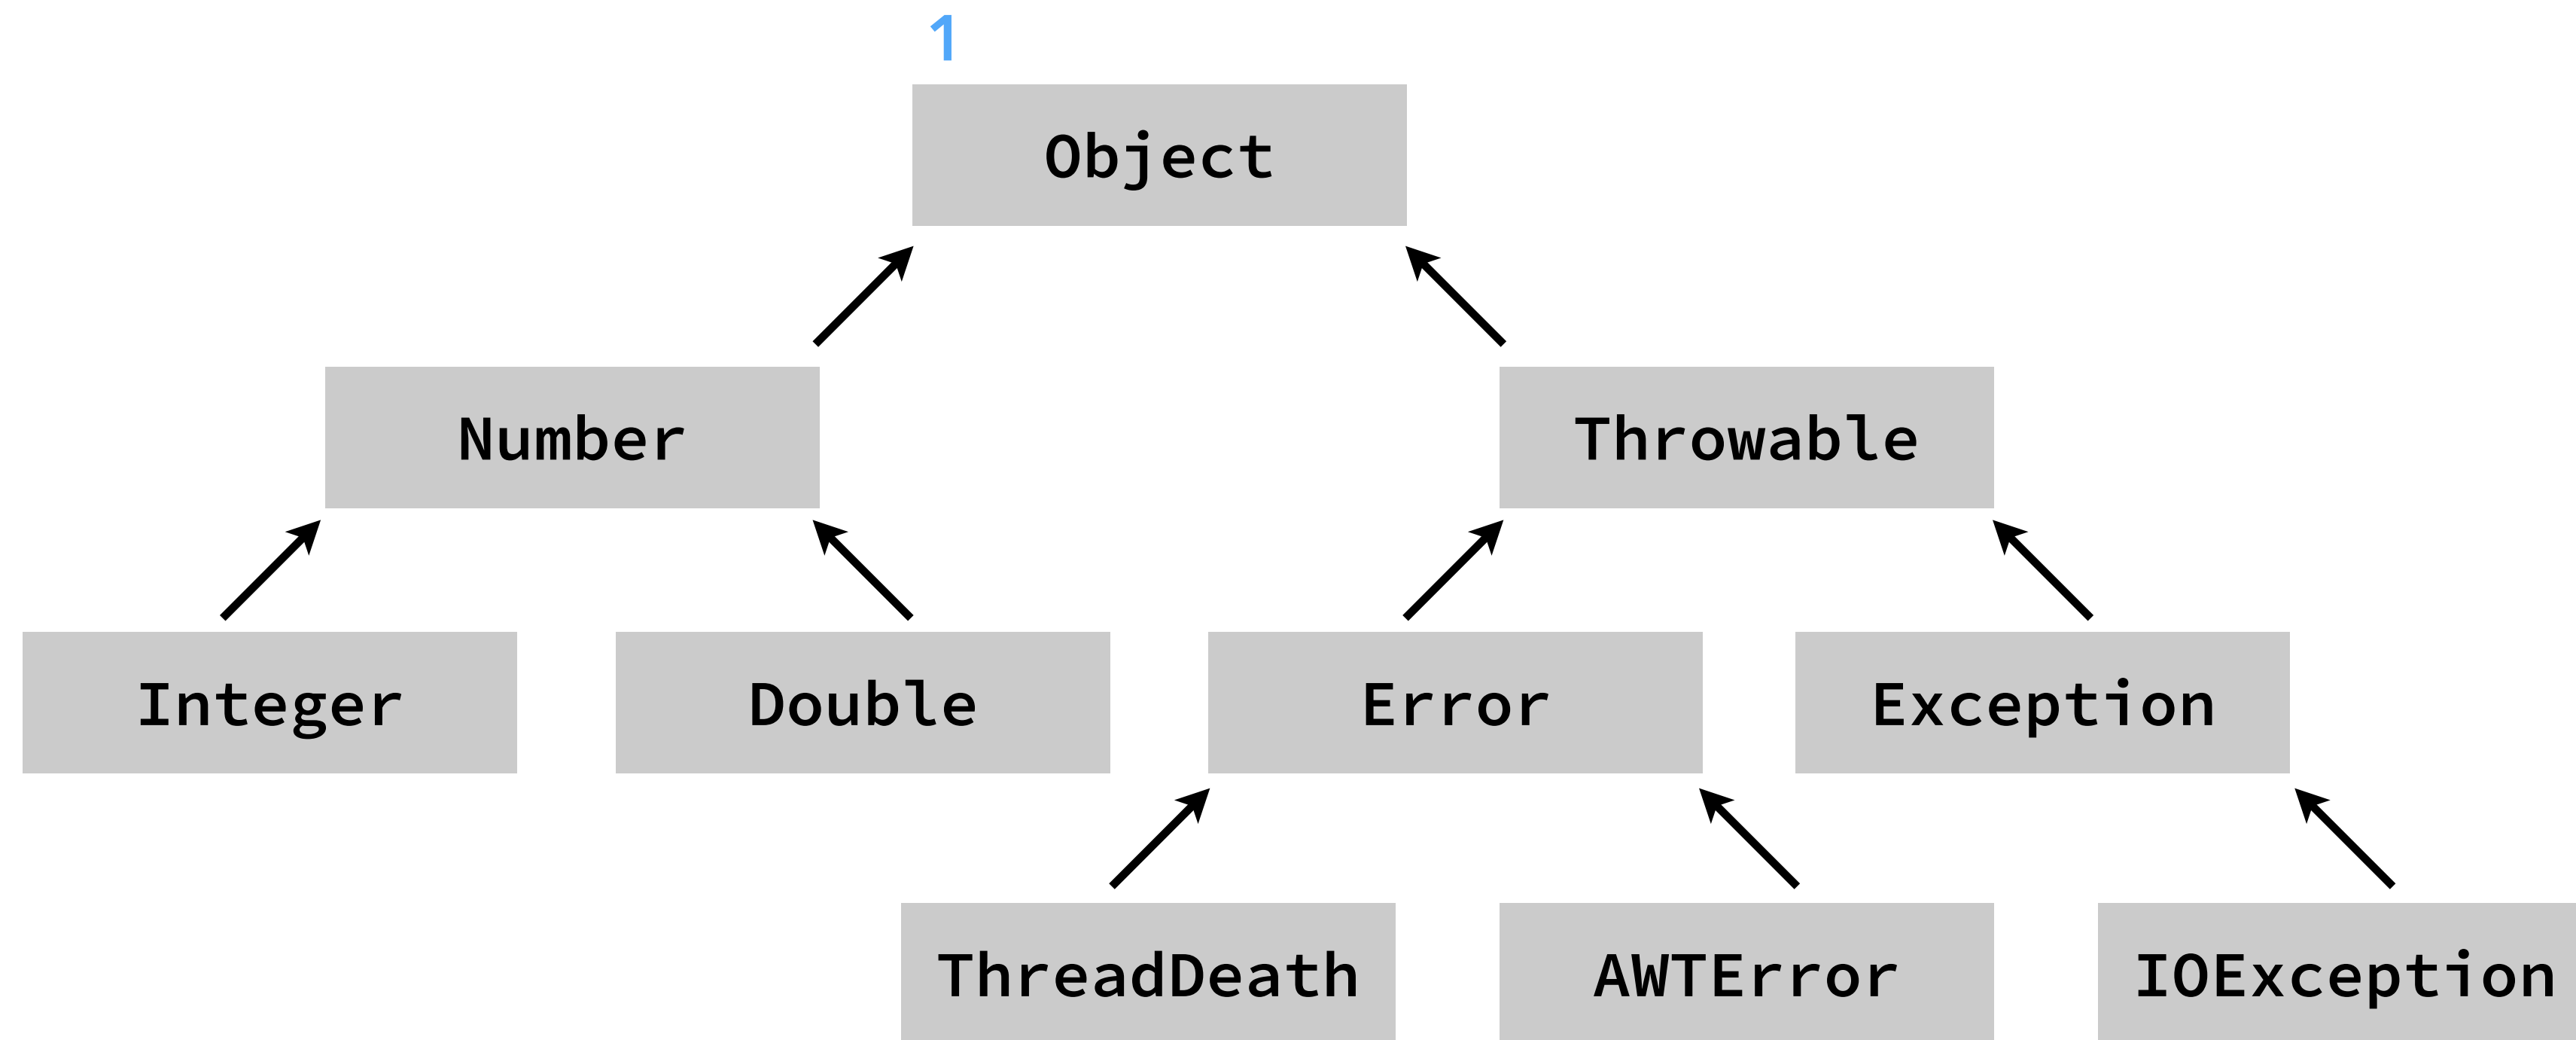 1
Object
Number
Throwable
Integer
Double
Error
Exception
ThreadDeath
AWTError
IOException